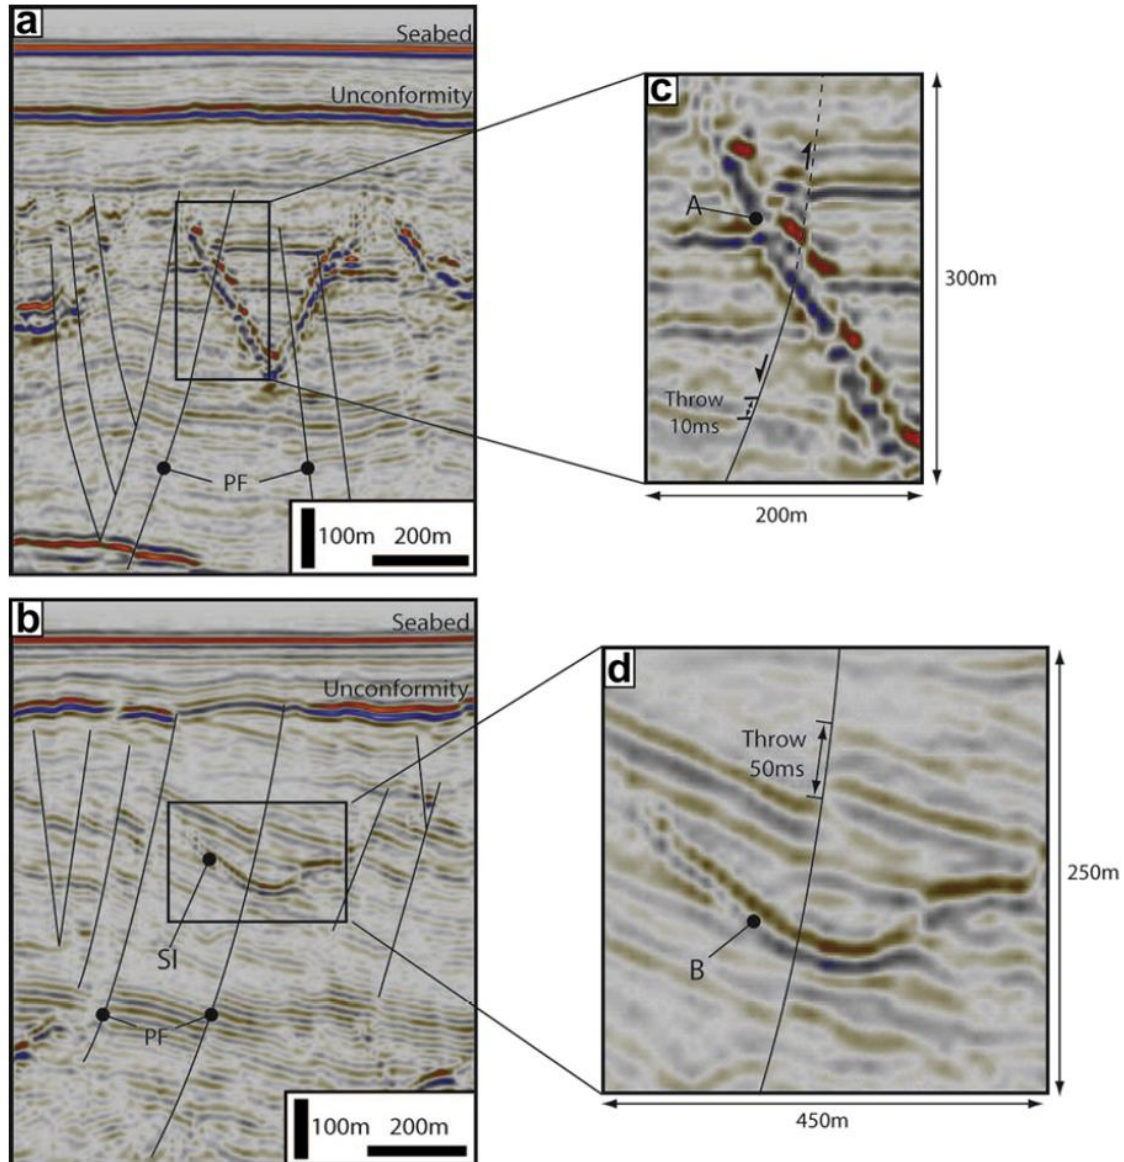 a
Seabed
Unconformity
PF
100m 200m
c
A
Throw
10ms
300m
200m
b
Seabed
Unconformity
SI
PF
100m 200m
d
Throw
50ms
B
250m
450m